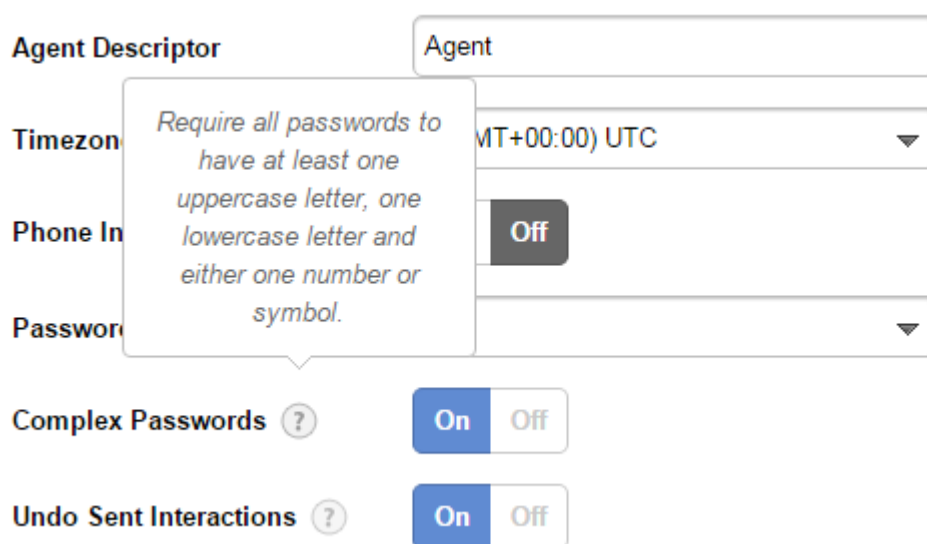 Agent Descriptor Agent
Require all passwords to
have at least one
uppercase letter, one
lowercase letter and
either one number or
symbol.
Timezon MT+00:00) UTC
Phone In Off
Passwor
Complex Passwords ? On Off
Undo Sent Interactions ? On Off